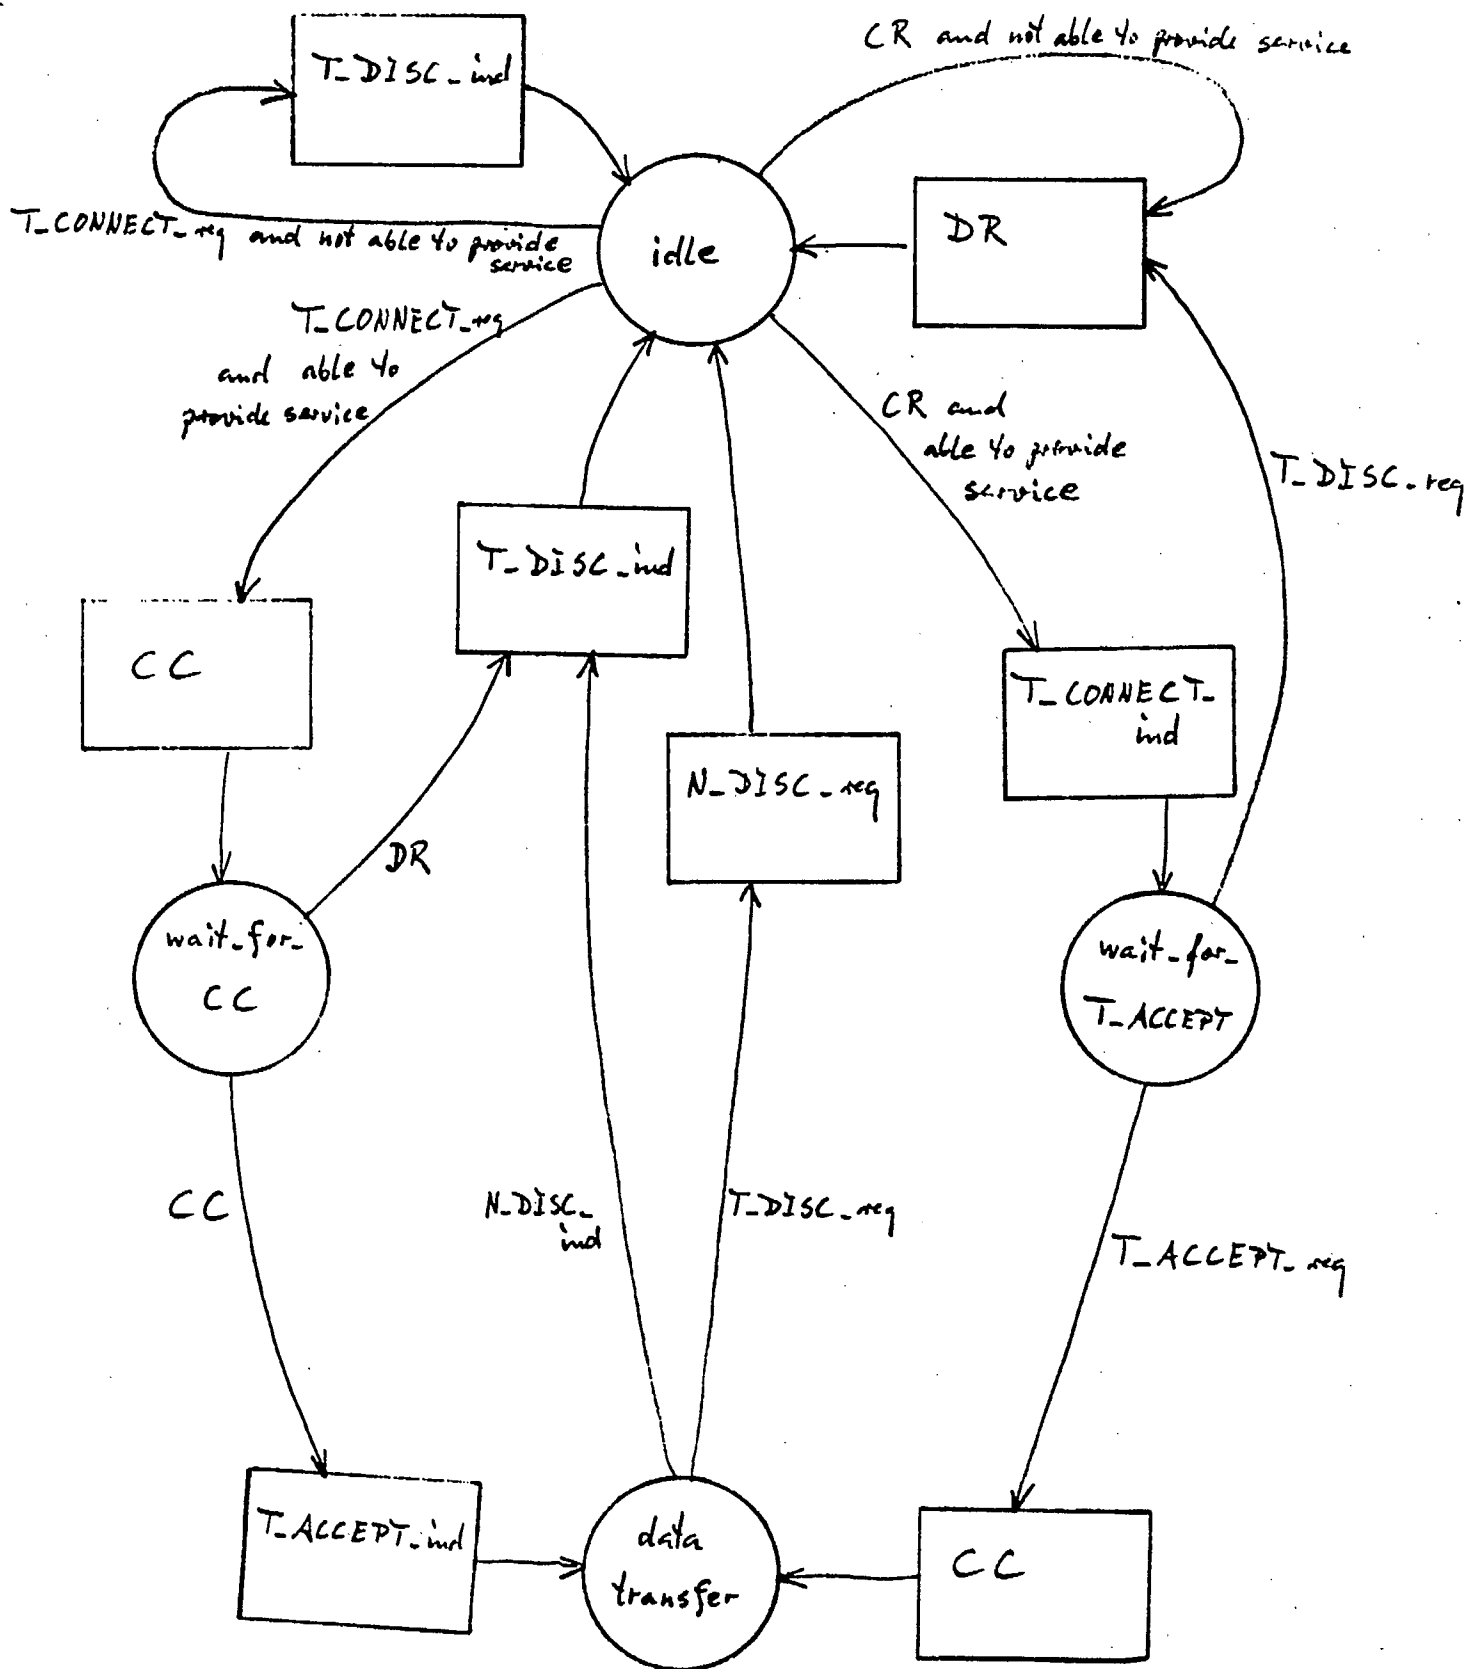 CR and not able to provide service
T_DISC_ind
DR
T_CONNECT_req and not able to provide
service
idle
T_CONNECT_req
and able to
provide service
CR and
able to provide
service
T_DISC_req
T_DISC_ind
CC
T_CONNECT_
ind
N_DISC_req
DR
wait_for_
CC
wait_for_
T_ACCEPT
CC
N_DISC_
ind
T_DISC_req
T_ACCEPT_req
T_ACCEPT_ind
data
transfer
CC